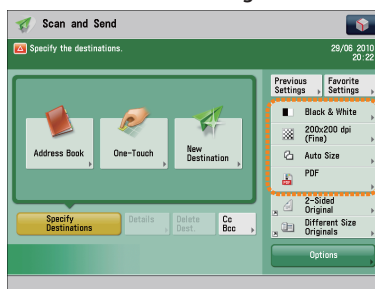 Scan and Send
Specify the destinations.
29/06 2010
20:22
Previous
Settings
Favorite
Settings
Address Book
One-Touch
New
Destination
Black & White
200x200 dpi
(Fine)
Auto Size
PDF
PDF
2-Sided
Original
Different Size
Originals
Specify
Destinations
Details
Delete
Dest.
Cc
Bcc
Options